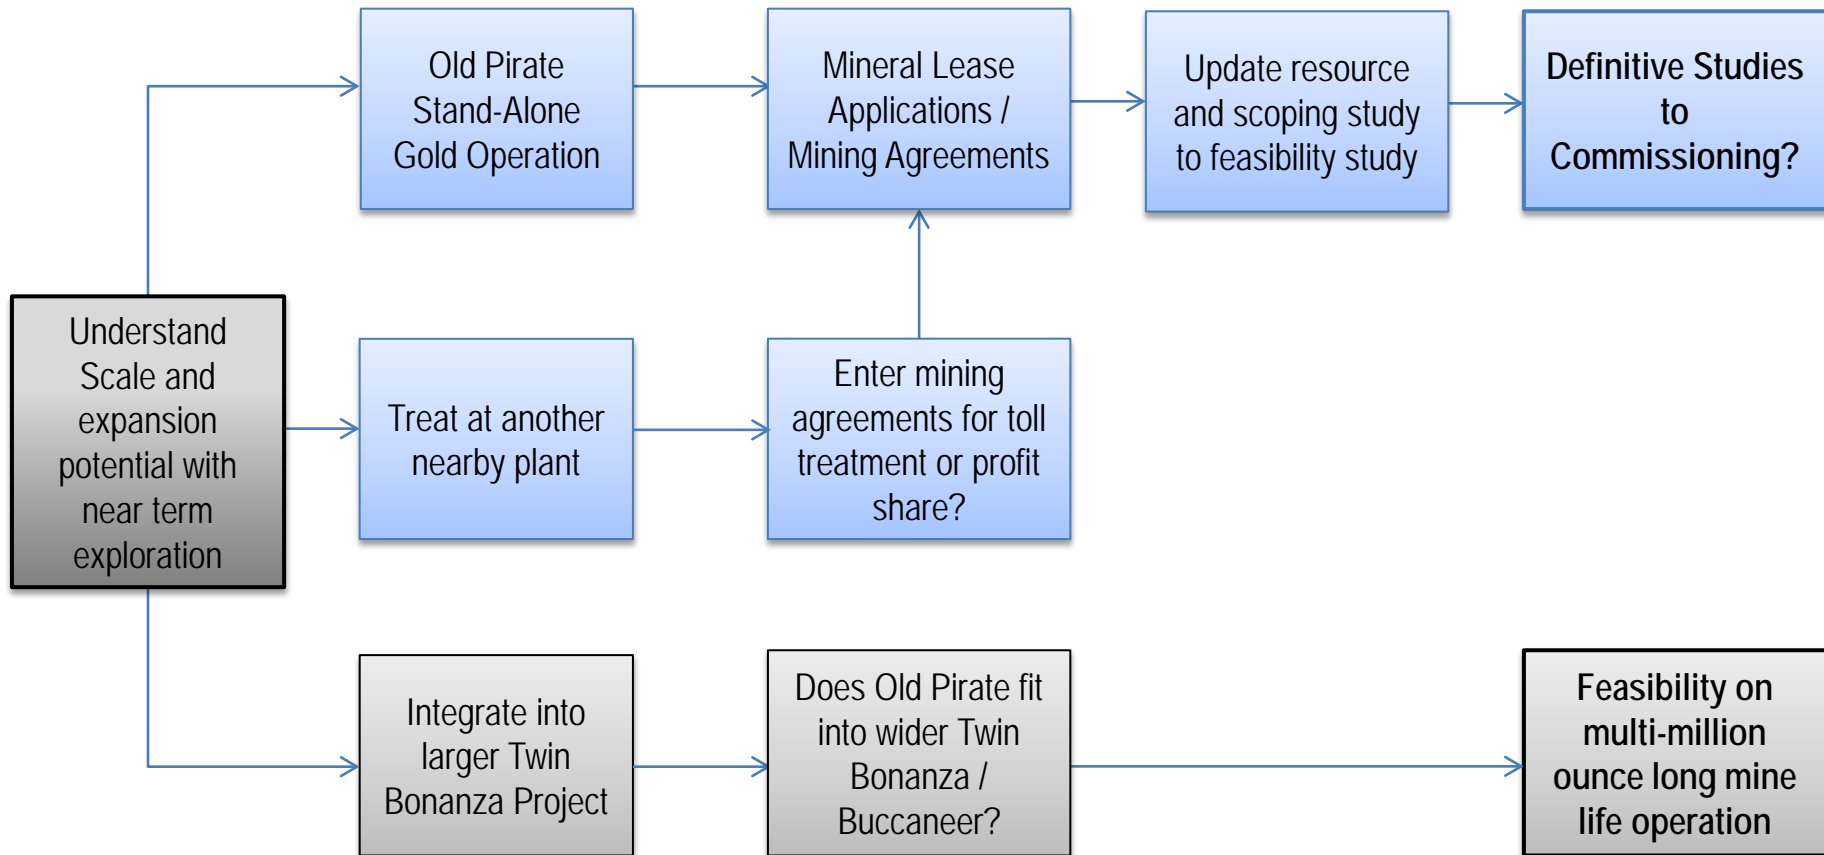 Old Pirate
Stand-Alone
Gold Operation
Mineral Lease
Applications /
Mining Agreements
Update resource
and scoping study
to feasibility study
Definitive Studies
to
Commissioning?
Understand
Scale and
expansion
potential with
near term
exploration
Treat at another
nearby plant
Enter mining
agreements for toll
treatment or profit
share?
Integrate into
larger Twin
Bonanza Project
Does Old Pirate fit
into wider Twin
Bonanza /
Buccaneer?
Feasibility on
multi-million
ounce long mine
life operation